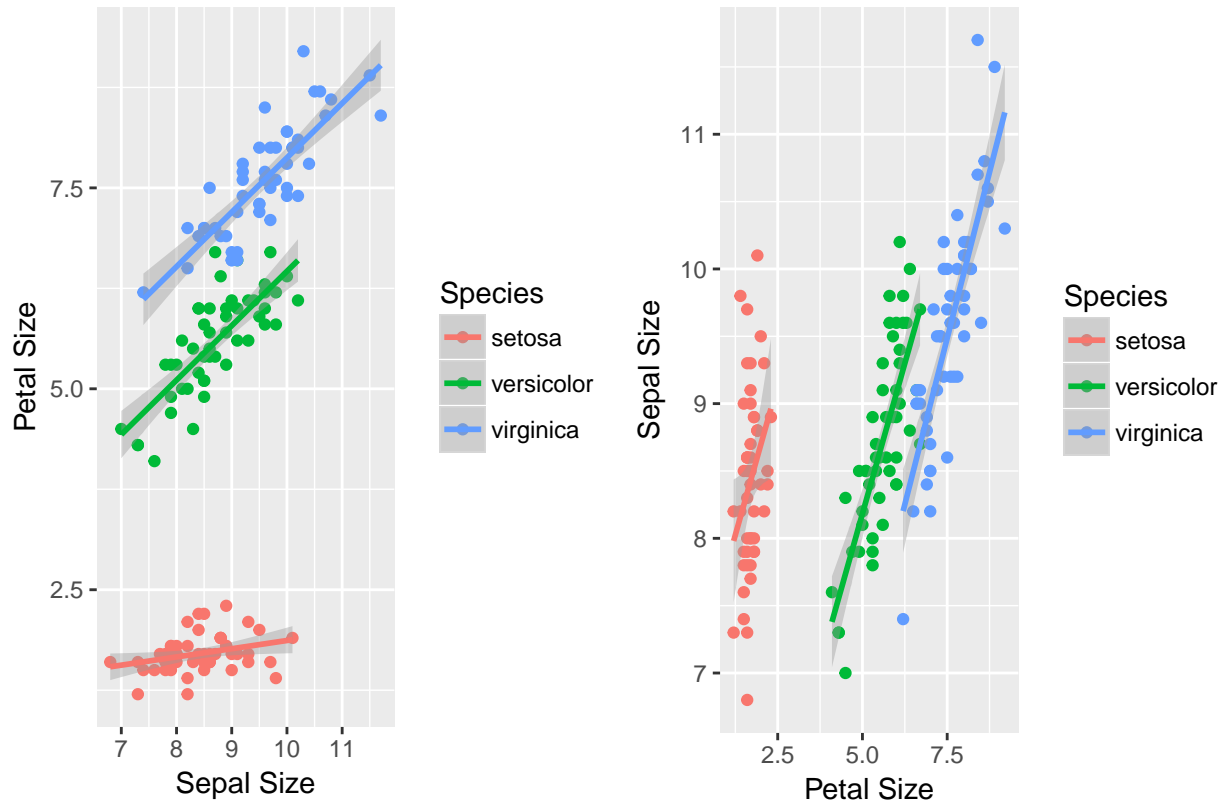 Petal Size
7.5
5.0
2.5
7 8 9 10 11
Sepal Size
Species
setosa
versicolor
virginica
Sepal Size
11
10
9
8
7
2.5 5.0 7.5
Petal Size
Species
setosa
versicolor
virginica